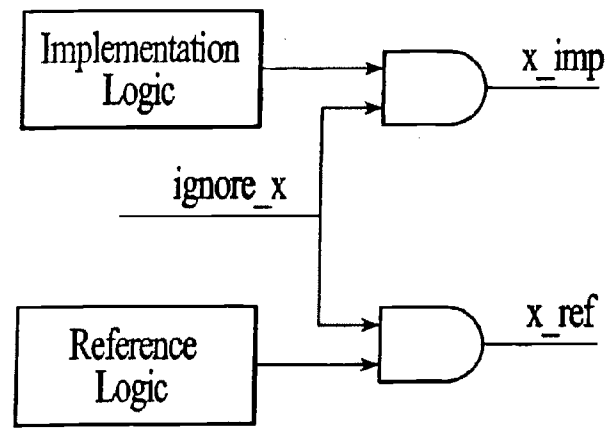 Implementation
Logic
x_imp
ignore_x
x_ref
Reference
Logic